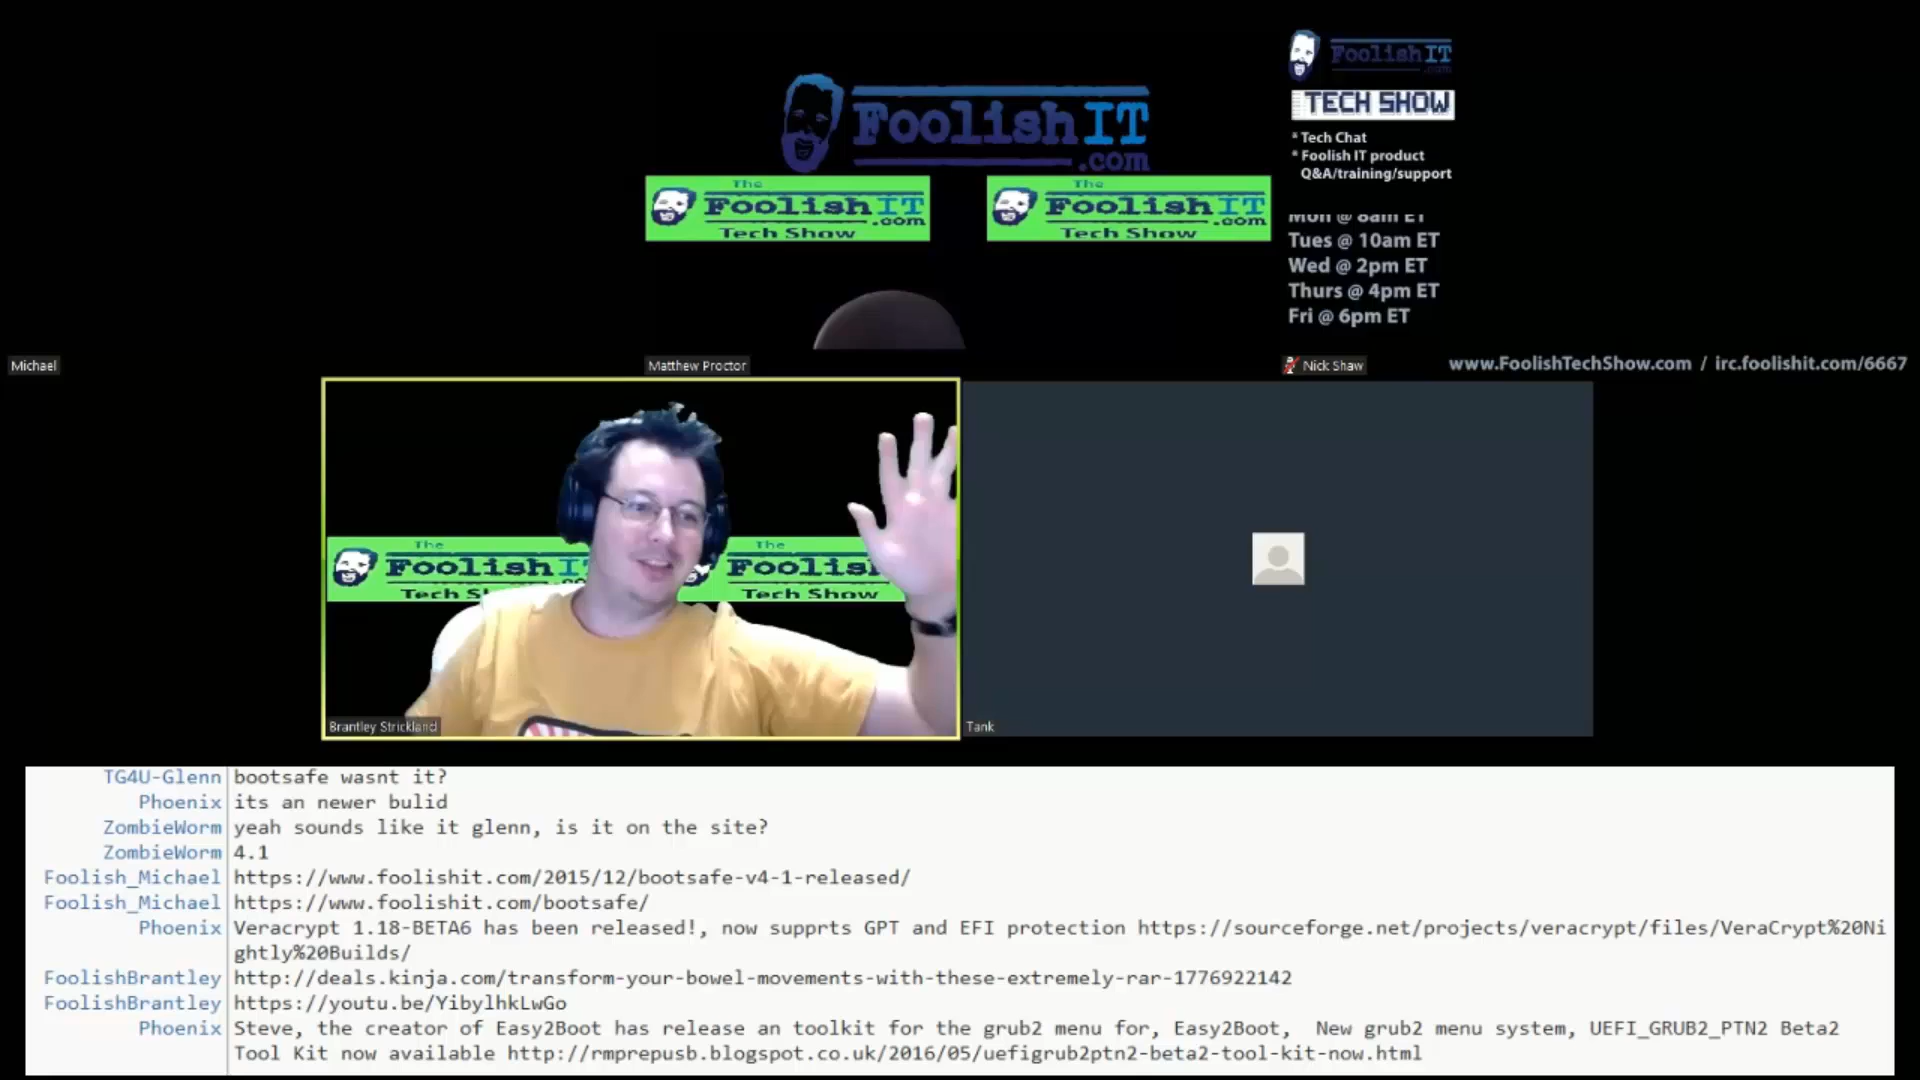 FoolishIT
.com
FoolishIT
.com
TECH SHOW
* Tech Chat
* Foolish IT product
Q&A/training/support
The
FoolishIT
.com
Tech Show
The
FoolishIT
.com
Tech Show
Mon @ 8am ET
Tues @ 10am ET
Wed @ 2pm ET
Thurs @ 4pm ET
Fri @ 6pm ET
Michael
Matthew Proctor
Nick Shaw
www.FoolishTechShow.com / irc.foolishit.com/6667
The
FoolishI
.co
Tech S
The
FoolishI
Tech Show
Brantley Strickland
Tank
TG4U-Glenn bootsafe wasnt it?
Phoenix its an newer bulid
ZombieWorm yeah sounds like it glenn, is it on the site?
ZombieWorm 4.1
Foolish_Michael https://www.foolishit.com/2015/12/bootsafe-v4-1-released/
Foolish_Michael https://www.foolishit.com/bootsafe/
Phoenix Veracrypt 1.18-BETA6 has been released!, now supprts GPT and EFI protection https://sourceforge.net/projects/veracrypt/files/VeraCrypt%20Ni
ghtly%20Builds/
FoolishBrantley http://deals.kinja.com/transform-your-bowel-movements-with-these-extremely-rar-1776922142
FoolishBrantley https://youtu.be/YibylhkLwGo
Phoenix Steve, the creator of Easy2Boot has release an toolkit for the grub2 menu for, Easy2Boot, New grub2 menu system, UEFI_GRUB2_PTN2 Beta2
Tool Kit now available http://rmprepusb.blogspot.co.uk/2016/05/uefigrub2ptn2-beta2-tool-kit-now.html